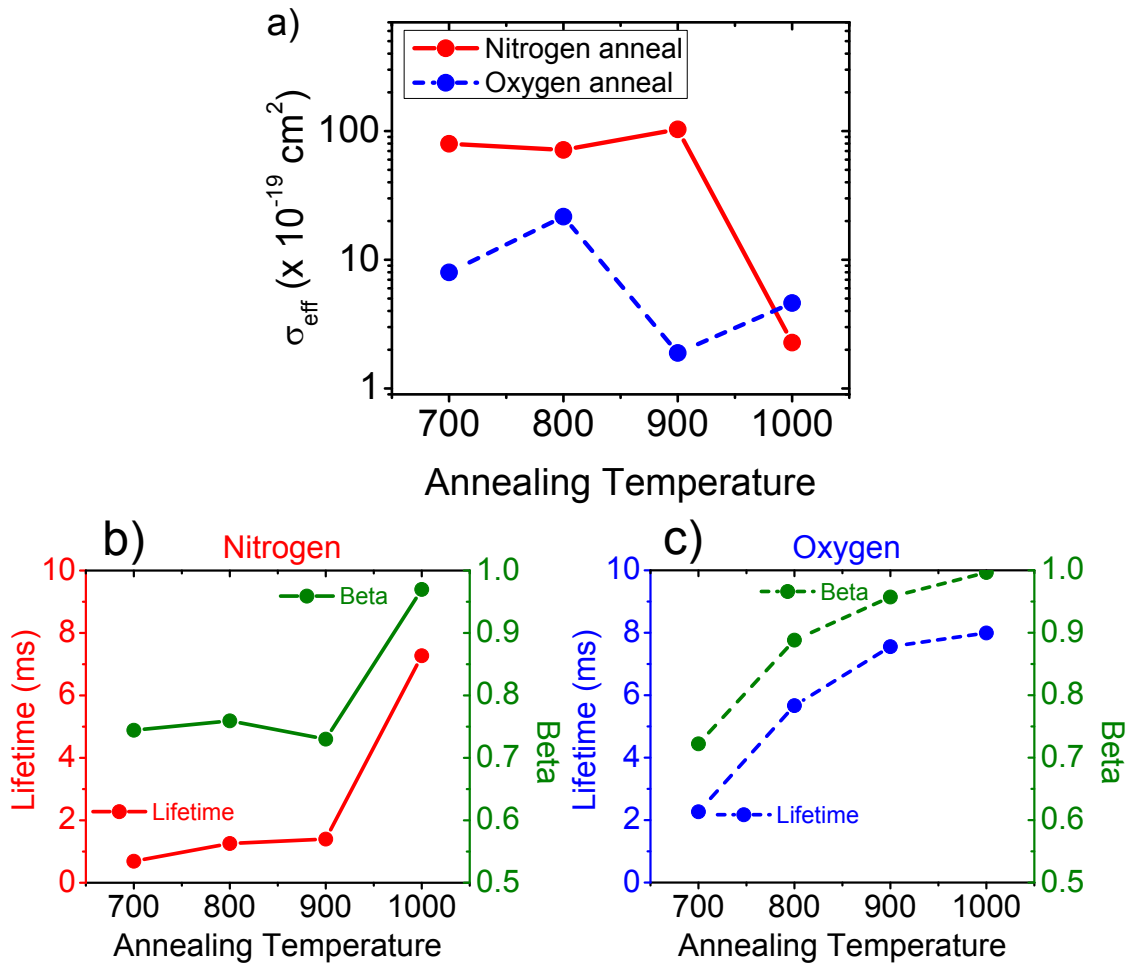 a)
Nitrogen anneal
Oxygen anneal
σeff (x 10-19 cm2)
100
10
1
700 800 900 1000
Annealing Temperature
b)
Nitrogen
Lifetime (ms)
10
8
6
4
2
0
Beta
Lifetime
1.0
0.9
0.8
0.7
0.6
0.5
Beta
700 800 900 1000
Annealing Temperature
c)
Oxygen
Lifetime (ms)
10
8
6
4
2
0
Beta
Lifetime
1.0
0.9
0.8
0.7
0.6
0.5
Beta
700 800 900 1000
Annealing Temperature